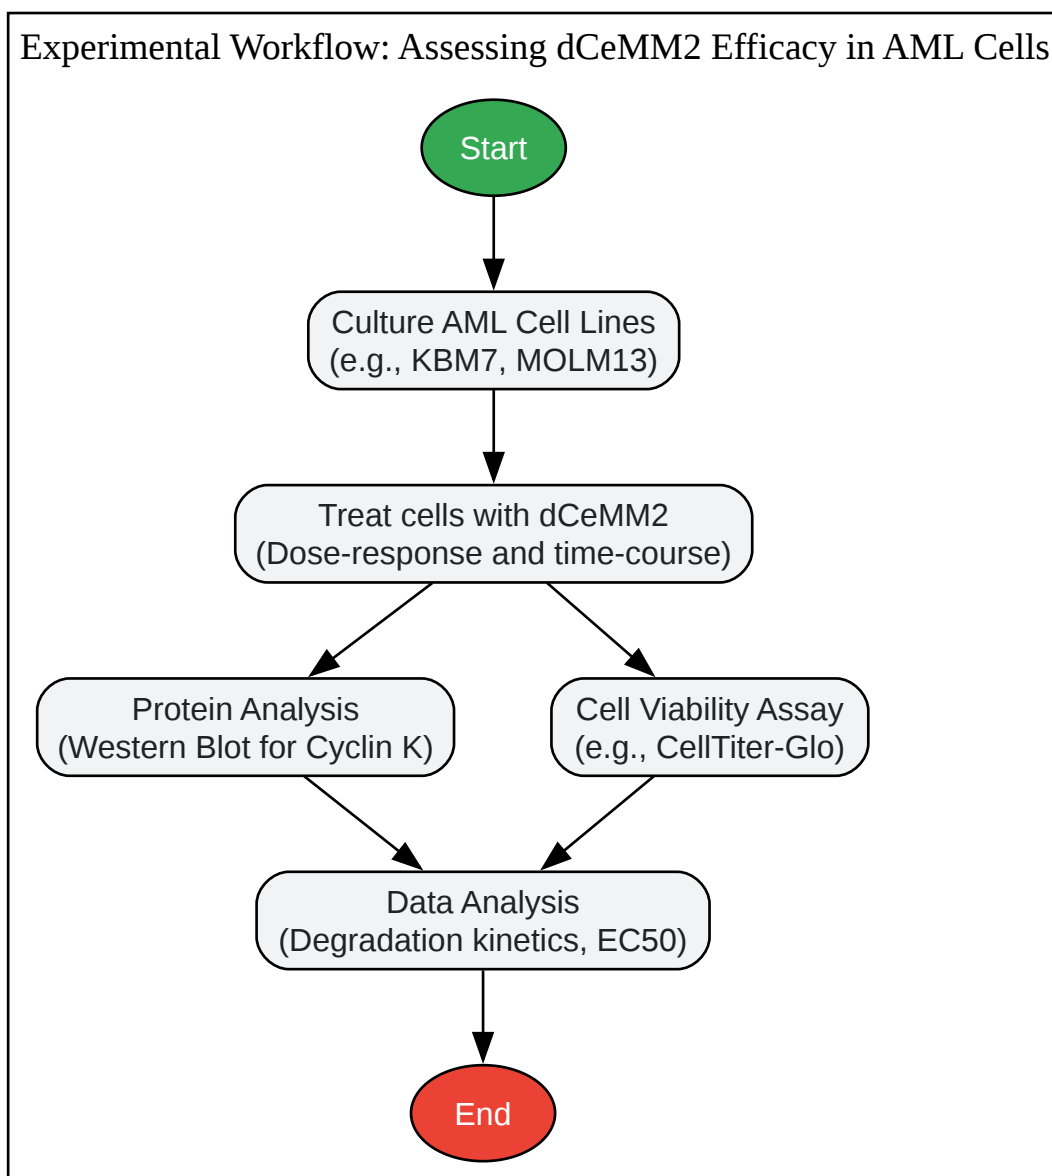 Experimental Workflow: Assessing dCeMM2 Efficacy in AML Cells
Start
Culture AML Cell Lines
(e.g., KBM7, MOLM13)
Treat cells with dCeMM2
(Dose-response and time-course)
Protein Analysis
(Western Blot for Cyclin K)
Cell Viability Assay
(e.g., CellTiter-Glo)
Data Analysis
(Degradation kinetics, EC50)
End